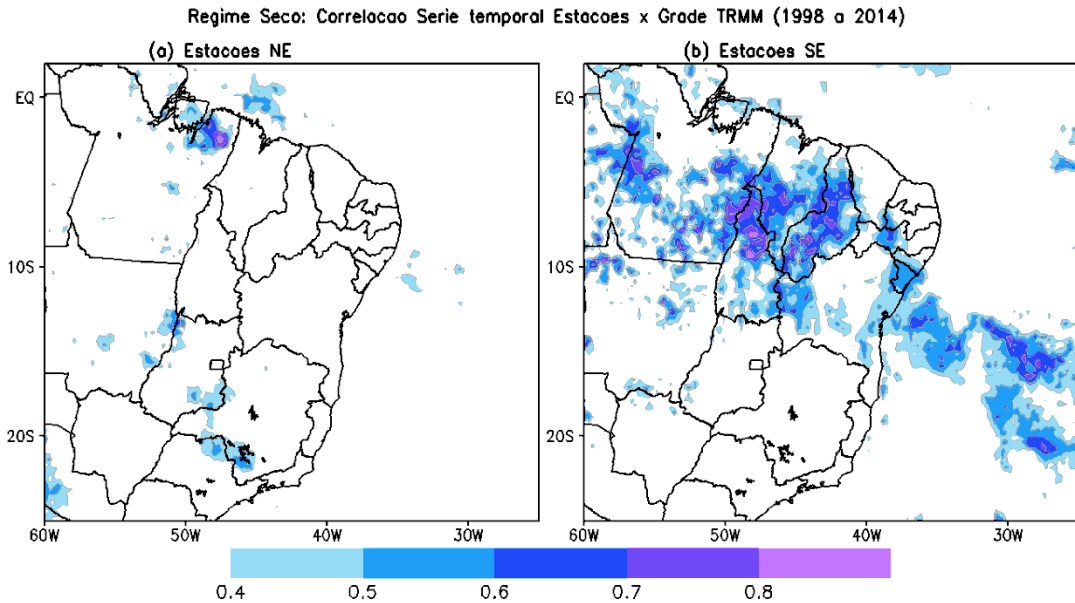 Regime Seco: Correlacao Serie temporal Estacoes x Grade TRMM (1998 a 2014)
(a) Estacoes NE
(b) Estacoes SE
EQ
10S
20S
60W 50W 40W 30W
EQ
10S
20S
60W 50W 40W 30W
0.4 0.5 0.6 0.7 0.8